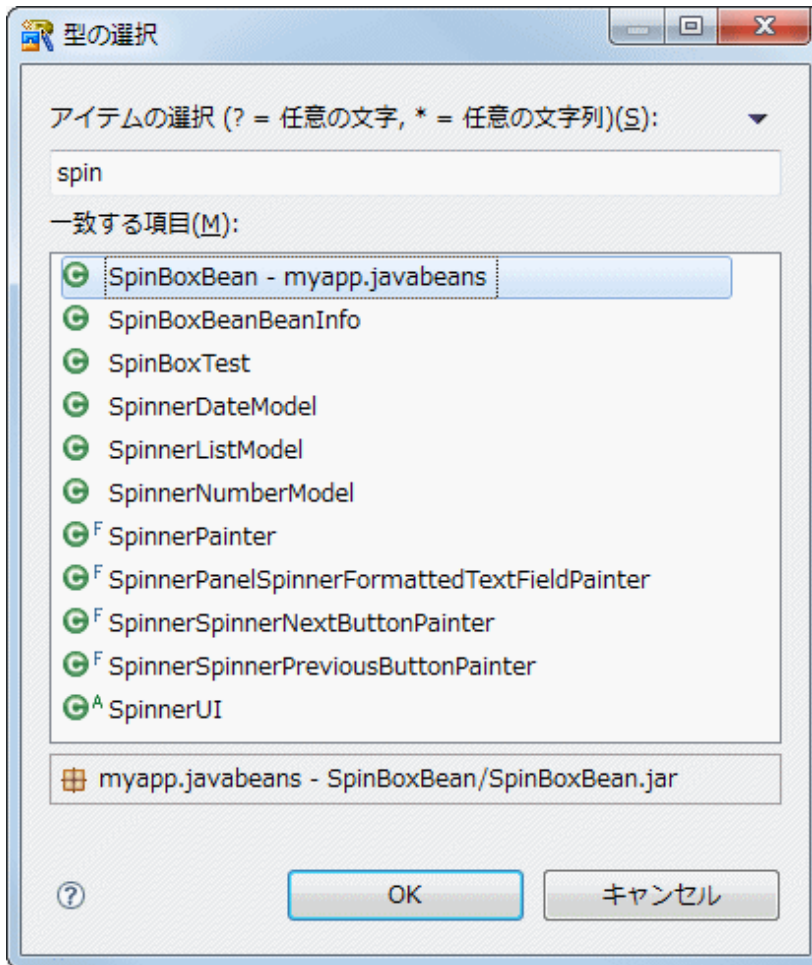 型の選択
アイテムの選択 (? = 任意の文字, * = 任意の文字列)(S):
spin
一致する項目(M):
C SpinBoxBean - myapp.javabeans
C SpinBoxBeanBeanInfo
C SpinBoxTest
C SpinnerDateModel
C SpinnerListModel
C SpinnerNumberModel
C F SpinnerPainter
C F SpinnerPanelSpinnerFormattedTextFieldPainter
C F SpinnerSpinnerNextButtonPainter
C F SpinnerSpinnerPreviousButtonPainter
C A SpinnerUI
myapp.javabeans - SpinBoxBean/SpinBoxBean.jar
? OK キャンセル